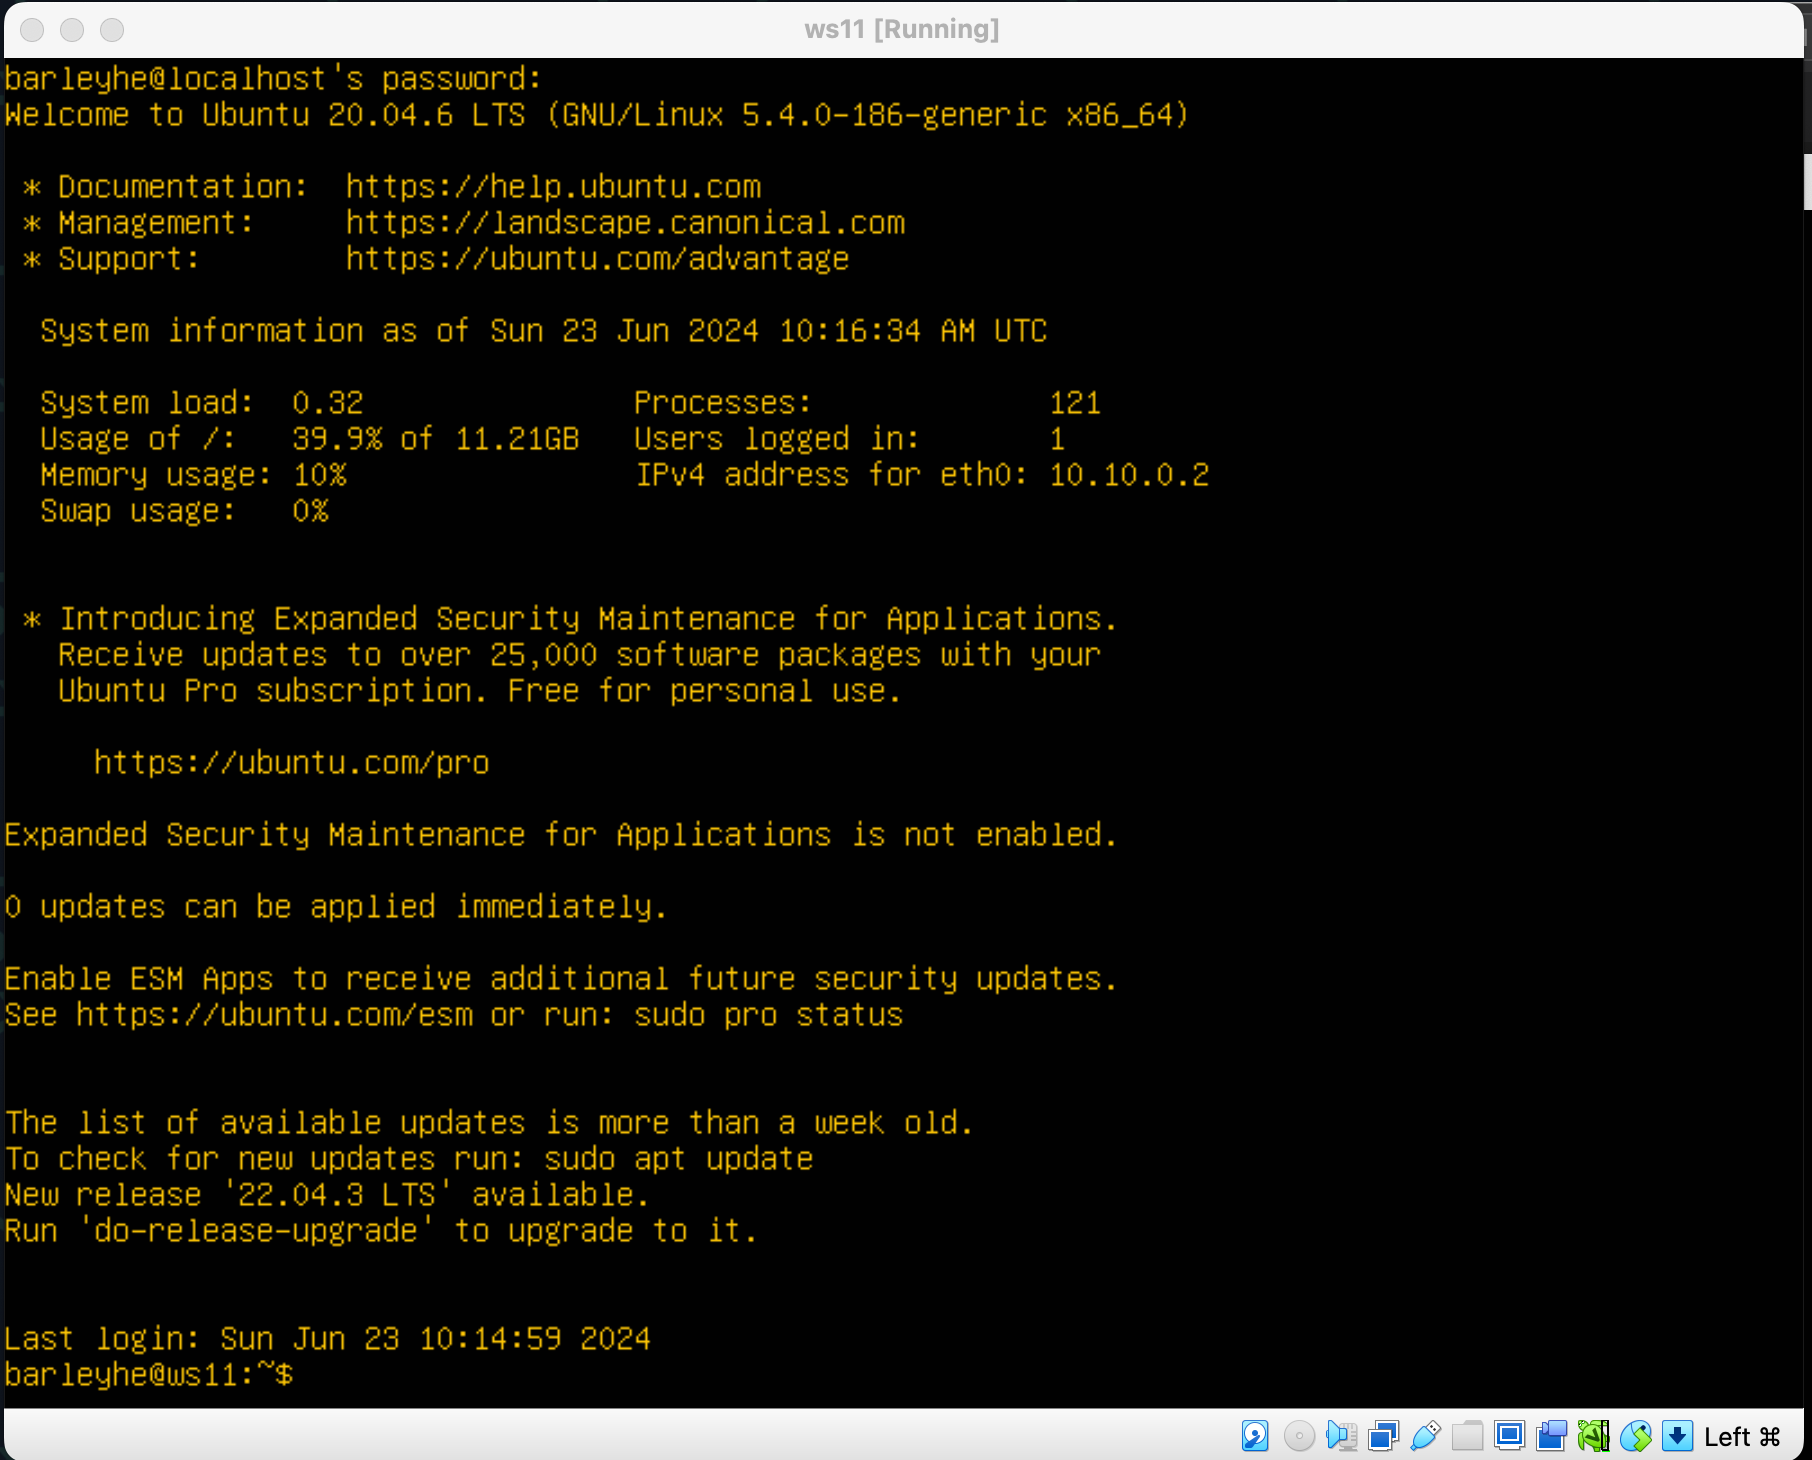 ws11 [Running]
barleyhe@localhost's password:
Welcome to Ubuntu 20.04.6 LTS (GNU/Linux 5.4.0-186-generic x86_64)
* Documentation:  https://help.ubuntu.com
* Management:     https://landscape.canonical.com
* Support:        https://ubuntu.com/advantage
System information as of Sun 23 Jun 2024 10:16:34 AM UTC
System load:  0.32               Processes:             121
Usage of /:   39.9% of 11.21GB   Users logged in:       1
Memory usage: 10%                IPv4 address for eth0: 10.10.0.2
Swap usage:   0%
* Introducing Expanded Security Maintenance for Applications.
Receive updates to over 25,000 software packages with your
Ubuntu Pro subscription. Free for personal use.
https://ubuntu.com/pro
Expanded Security Maintenance for Applications is not enabled.
0 updates can be applied immediately.
Enable ESM Apps to receive additional future security updates.
See https://ubuntu.com/esm or run: sudo pro status
The list of available updates is more than a week old.
To check for new updates run: sudo apt update
New release '22.04.3 LTS' available.
Run 'do-release-upgrade' to upgrade to it.
Last login: Sun Jun 23 10:14:59 2024
barleyhe@ws11:~$
Left ⌘